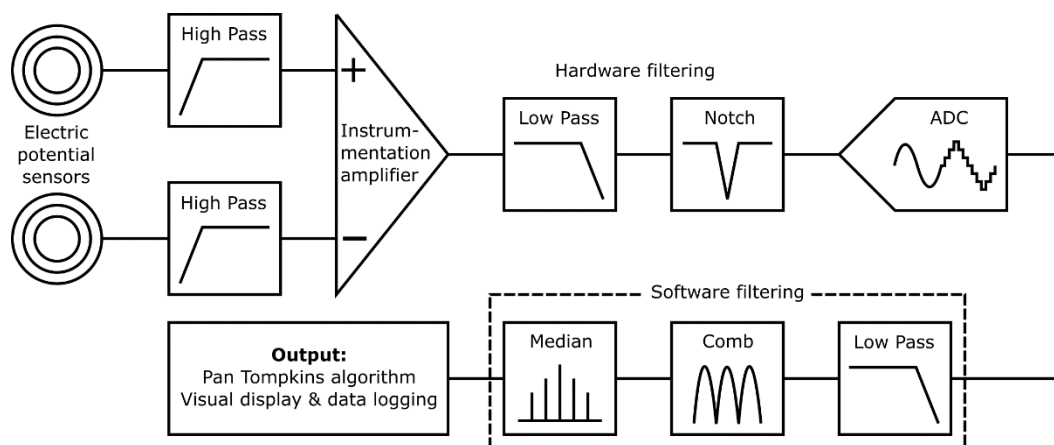 High Pass
Electric
potential
sensors
High Pass
+
Instrum-
mentation
amplifier
−
Hardware filtering
Low Pass
Notch
ADC
Software filtering
Output:
Pan Tompkins algorithm
Visual display & data logging
Median
Comb
Low Pass